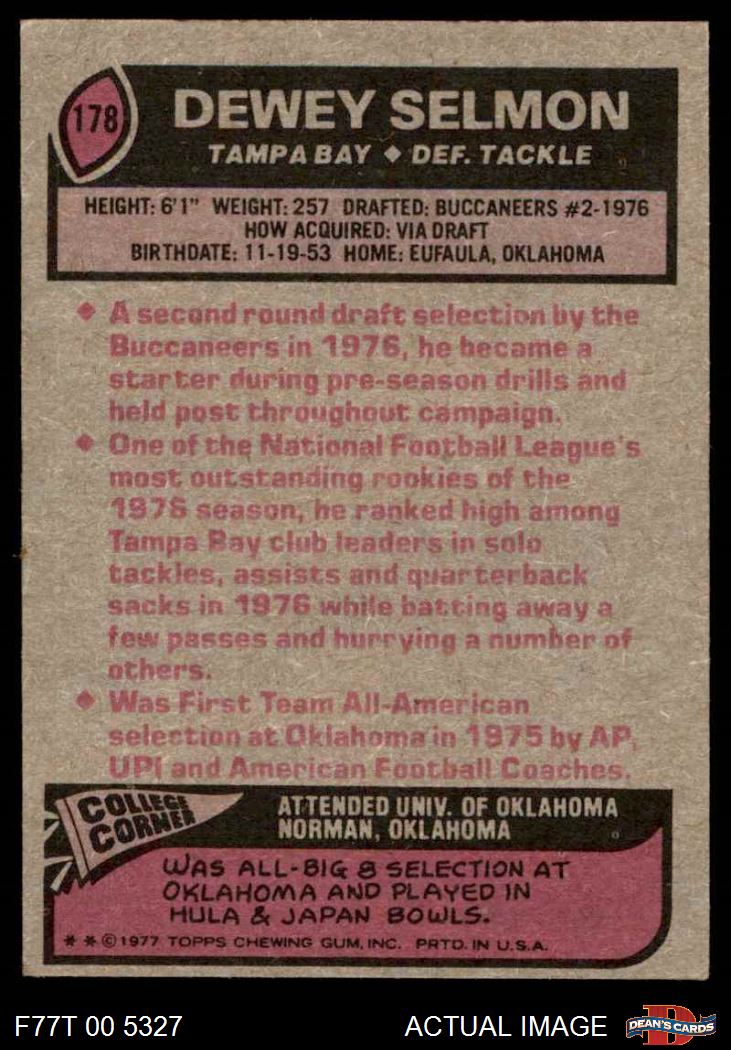 178
DEWEY SELMON
TAMPA BAY ◆ DEF. TACKLE
HEIGHT: 6'1" WEIGHT: 257 DRAFTED: BUCCANEERS #2-1976
HOW ACQUIRED: VIA DRAFT
BIRTHDATE: 11-19-53 HOME: EUFAULA, OKLAHOMA
◆ A second round draft selection by the
Buccaneers in 1976, he became a
starter during pre-season drills and
held post throughout campaign.
◆ One of the National Football League's
most outstanding rookies of the
1976 season, he ranked high among
Tampa Bay club leaders in solo
tackles, assists and quarterback
sacks in 1976 while batting away a
few passes and hurrying a number of
others.
◆ Was First Team All-American
selection at Oklahoma in 1975 by AP,
UPI and American Football Coaches.
COLLEGE
CORNER
ATTENDED UNIV. OF OKLAHOMA
NORMAN, OKLAHOMA
WAS ALL-BIG 8 SELECTION AT
OKLAHOMA AND PLAYED IN
HULA & JAPAN BOWLS.
* * © 1977 TOPPS CHEWING GUM, INC. PRTD. IN U.S.A.
F77T 00 5327
ACTUAL IMAGE
D
DEAN'S CARDS